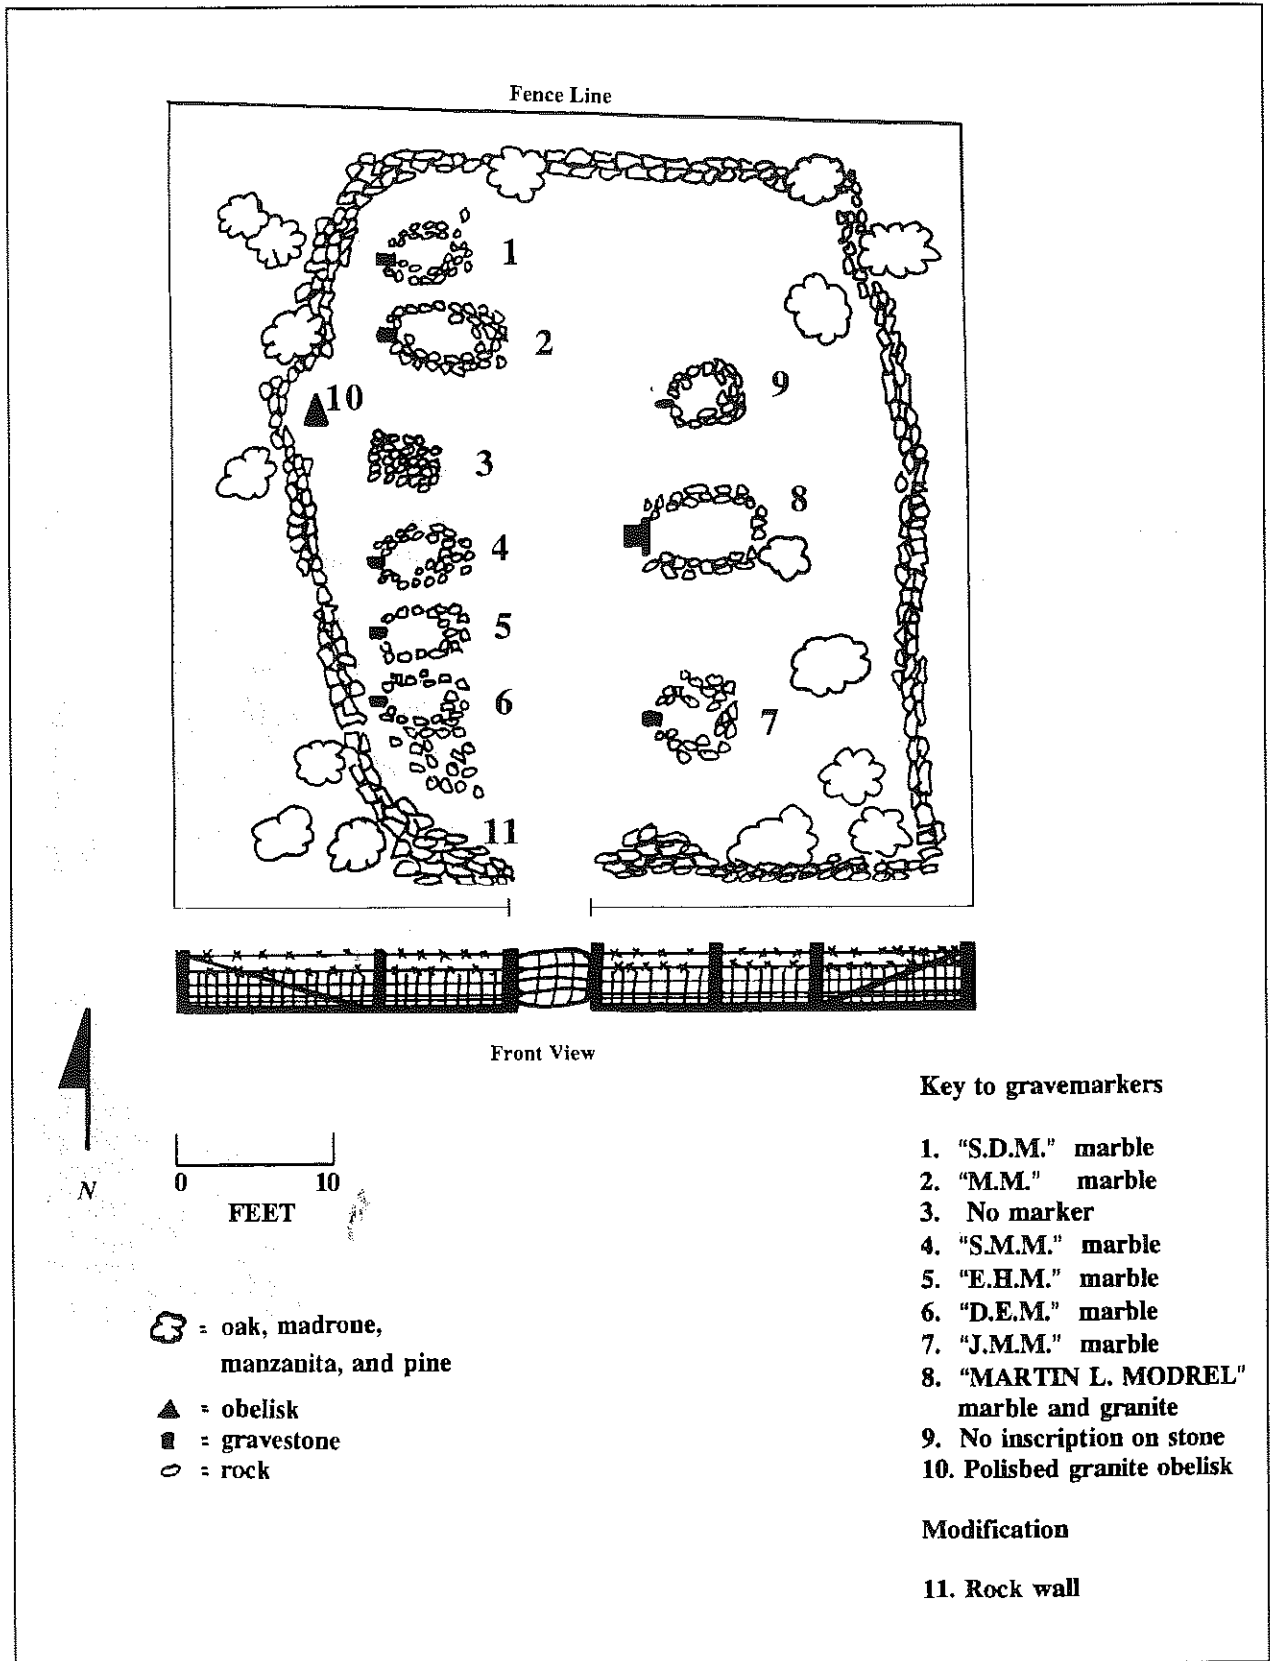 Fence Line
1
2
9
10
3
8
4
5
6
7
11
Front View
N
0 10
FEET
= oak, madrone,
manzanita, and pine
= obelisk
= gravestone
= rock
Key to gravemarkers
1. "S.D.M." marble
2. "M.M." marble
3. No marker
4. "S.M.M." marble
5. "E.H.M." marble
6. "D.E.M." marble
7. "J.M.M." marble
8. "MARTIN L. MODREL"
marble and granite
9. No inscription on stone
10. Polished granite obelisk
Modification
11. Rock wall